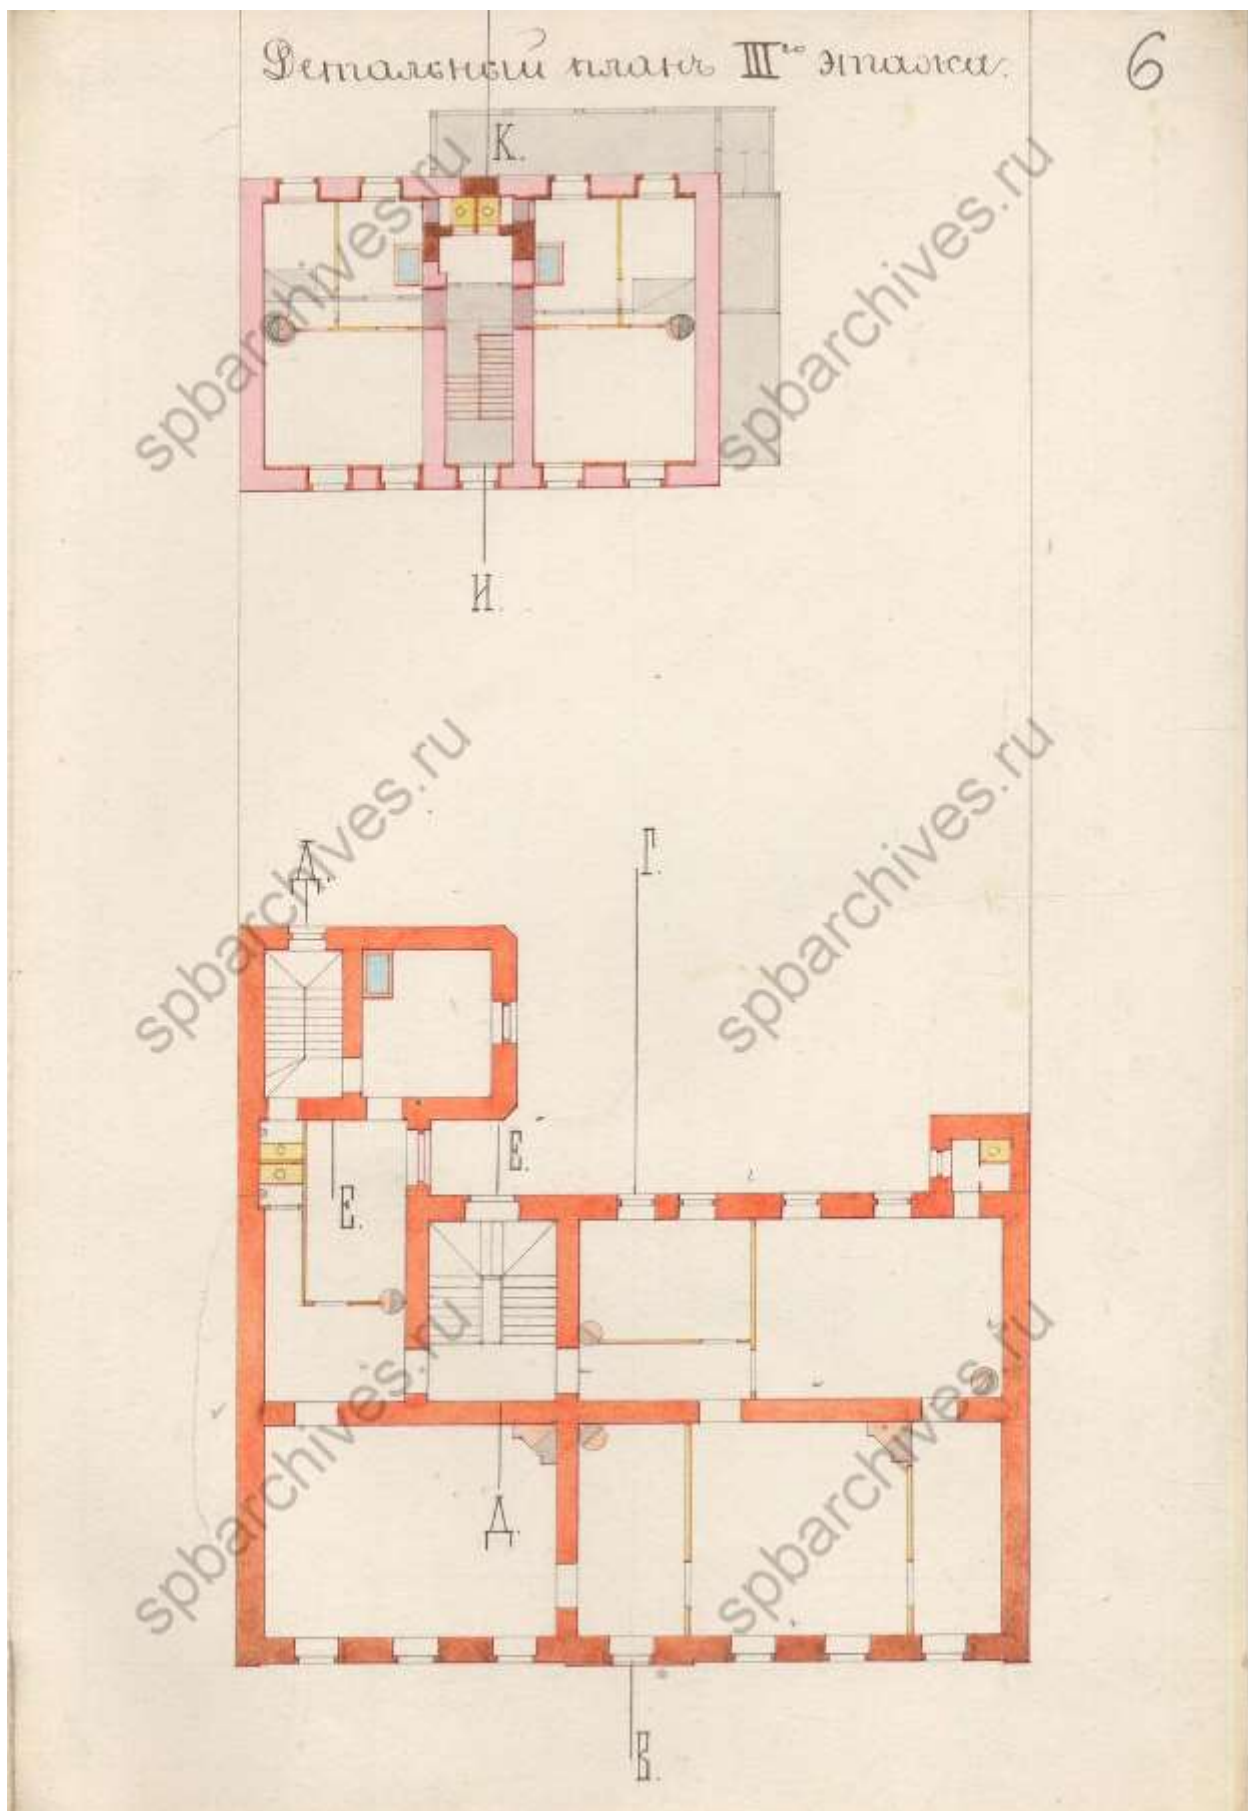 Детальный планъ III го этажа.
6
К.
И.
Д.
Г.
Е.
Е.
Д.
В.
spbarchives.ru
spbarchives.ru
spbarchives.ru
spbarchives.ru
spbarchives.ru
spbarchives.ru